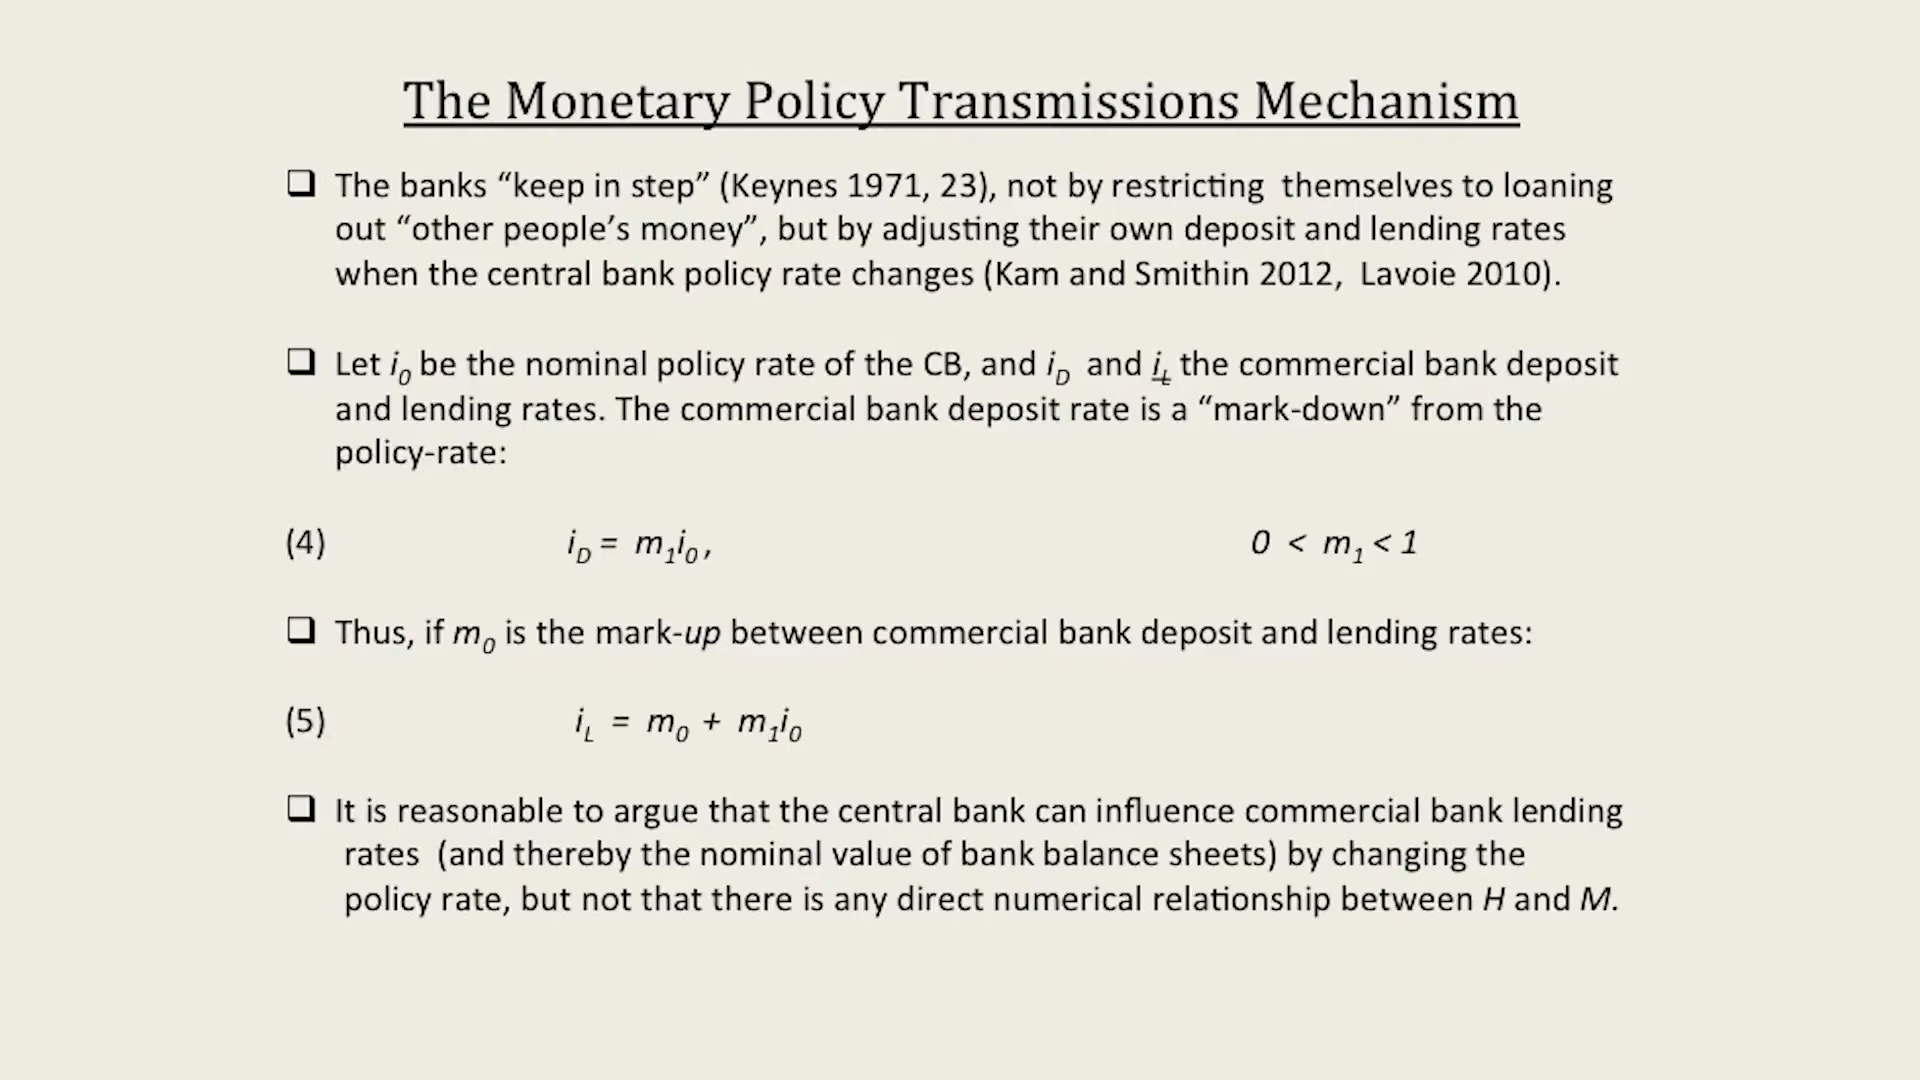 The Monetary Policy Transmissions Mechanism
❑ The banks “keep in step” (Keynes 1971, 23), not by restricting themselves to loaning
out “other people’s money”, but by adjusting their own deposit and lending rates
when the central bank policy rate changes (Kam and Smithin 2012, Lavoie 2010).
❑ Let i₀ be the nominal policy rate of the CB, and i_D and i_L the commercial bank deposit
and lending rates. The commercial bank deposit rate is a “mark-down” from the
policy-rate:
(4) i_D = m₁i₀, 0 < m₁ < 1
❑ Thus, if m₀ is the mark-up between commercial bank deposit and lending rates:
(5) i_L = m₀ + m₁i₀
❑ It is reasonable to argue that the central bank can influence commercial bank lending
rates (and thereby the nominal value of bank balance sheets) by changing the
policy rate, but not that there is any direct numerical relationship between H and M.